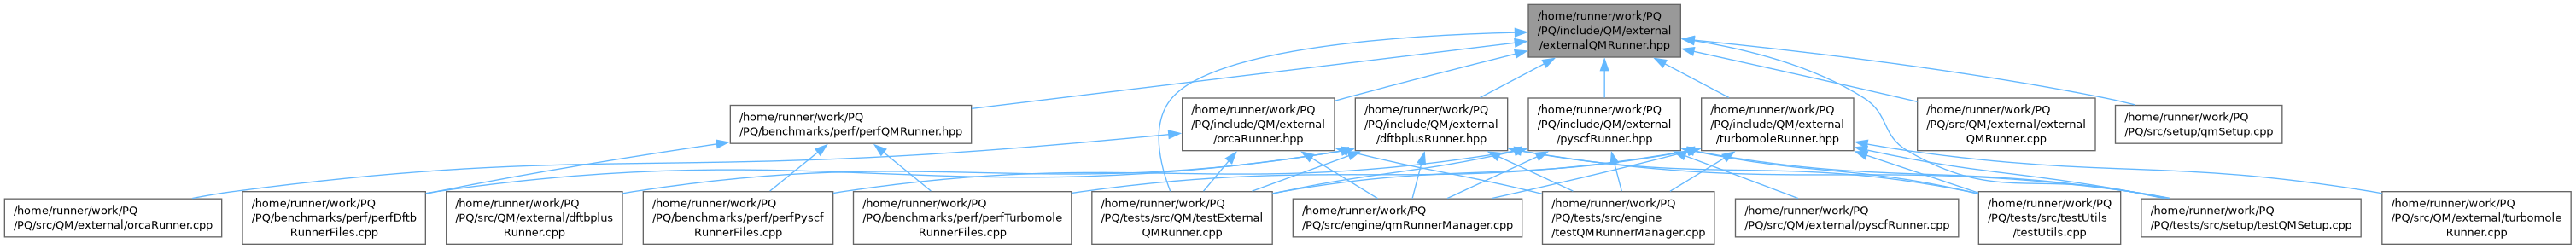 /home/runner/work/PQ
/PQ/include/QM/external
/externalQMRunner.hpp
/home/runner/work/PQ
/PQ/benchmarks/perf/perfQMRunner.hpp
/home/runner/work/PQ
/PQ/include/QM/external
/orcaRunner.hpp
/home/runner/work/PQ
/PQ/include/QM/external
/dftbplusRunner.hpp
/home/runner/work/PQ
/PQ/include/QM/external
/pyscfRunner.hpp
/home/runner/work/PQ
/PQ/include/QM/external
/turbomoleRunner.hpp
/home/runner/work/PQ
/PQ/src/QM/external/external
QMRunner.cpp
/home/runner/work/PQ
/PQ/src/setup/qmSetup.cpp
/home/runner/work/PQ
/PQ/src/QM/external/orcaRunner.cpp
/home/runner/work/PQ
/PQ/benchmarks/perf/perfDftb
RunnerFiles.cpp
/home/runner/work/PQ
/PQ/src/QM/external/dftbplus
Runner.cpp
/home/runner/work/PQ
/PQ/benchmarks/perf/perfPyscf
RunnerFiles.cpp
/home/runner/work/PQ
/PQ/benchmarks/perf/perfTurbomole
RunnerFiles.cpp
/home/runner/work/PQ
/PQ/tests/src/QM/testExternal
QMRunner.cpp
/home/runner/work/PQ
/PQ/src/engine/qmRunnerManager.cpp
/home/runner/work/PQ
/PQ/tests/src/engine
/testQMRunnerManager.cpp
/home/runner/work/PQ
/PQ/src/QM/external/pyscfRunner.cpp
/home/runner/work/PQ
/PQ/tests/src/testUtils
/testUtils.cpp
/home/runner/work/PQ
/PQ/tests/src/setup/testQMSetup.cpp
/home/runner/work/PQ
/PQ/src/QM/external/turbomole
Runner.cpp